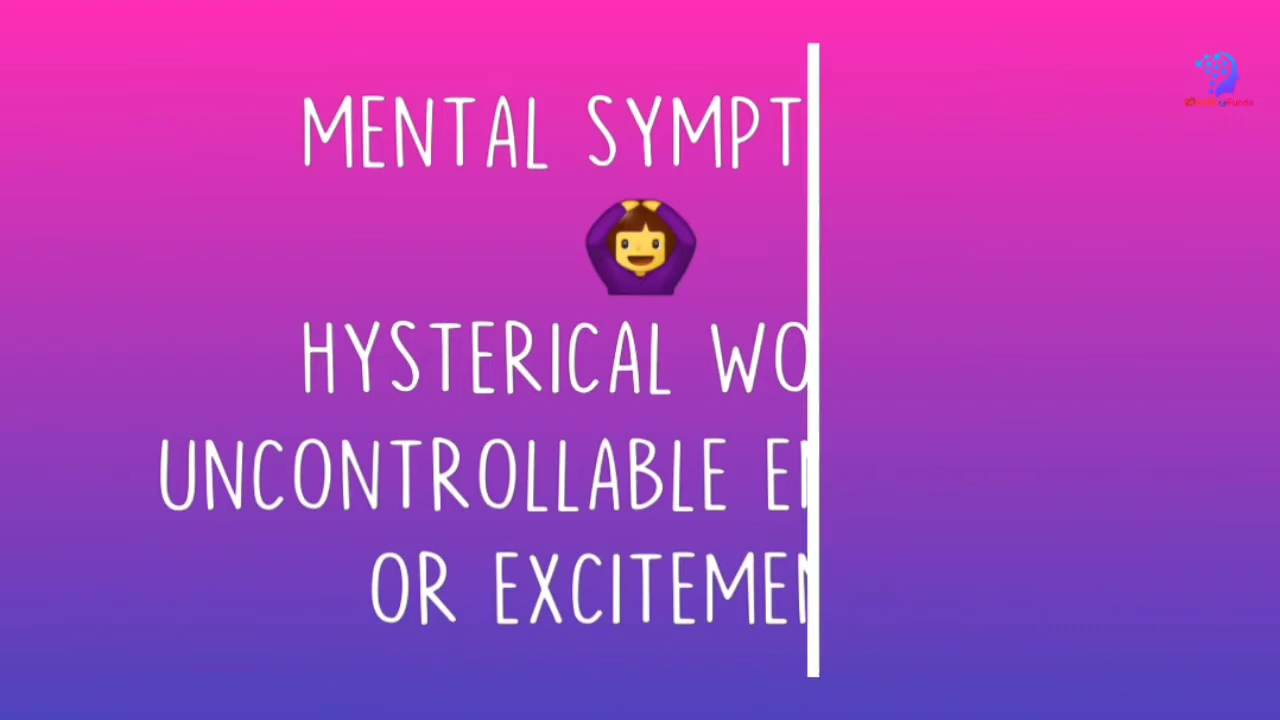 MENTAL SYMPT
HYSTERICAL WO
UNCONTROLLABLE E
OR EXCITEMEN